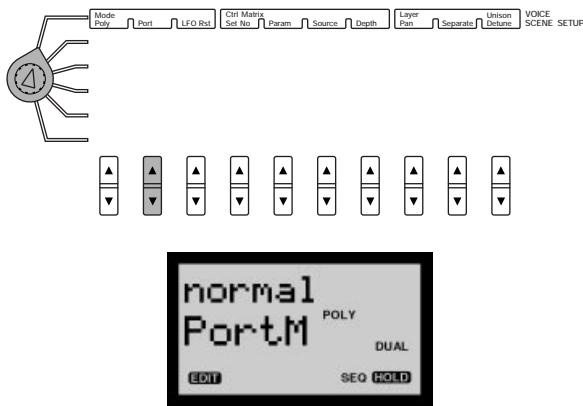 Mode Ctrl Matrix Layer Unison VOICE
Poly Port LFO Rst Set No Param Source Depth Pan Separate Detune SCENE SETUP
normal
POLY
PortM
DUAL
EDIT SEQ HOLD